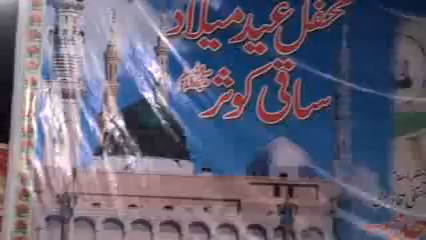 محفل عید میلاد
ساقی کوثر ﷺ